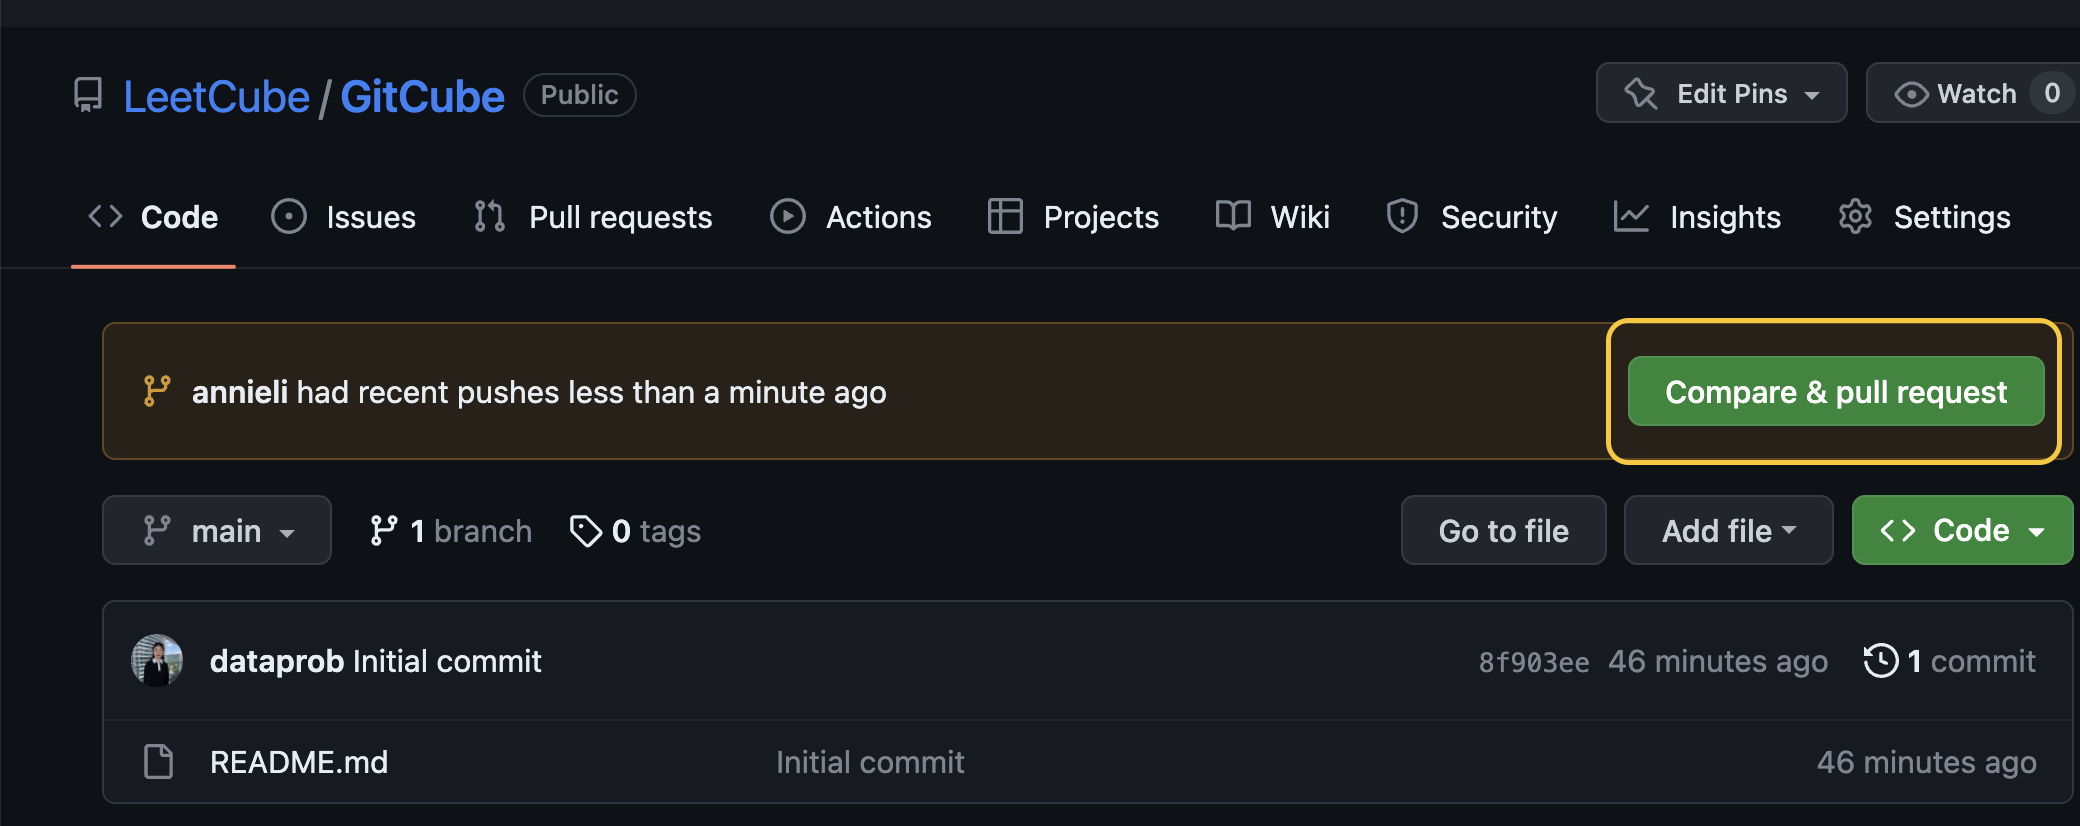 LeetCube / GitCube Public Edit Pins Watch 0
Code Issues Pull requests Actions Projects Wiki Security Insights Settings
annieli had recent pushes less than a minute ago Compare & pull request
main 1 branch 0 tags Go to file Add file Code
dataprob Initial commit 8f903ee 46 minutes ago 1 commit
README.md Initial commit 46 minutes ago